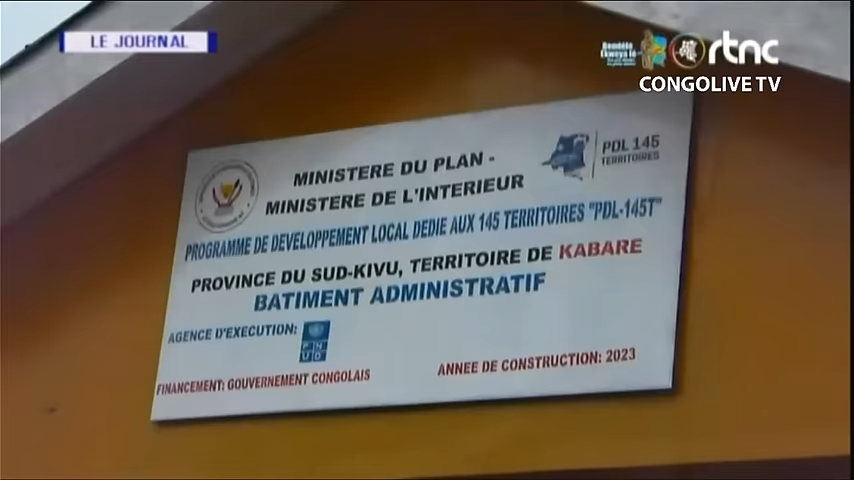 LE JOURNAL
rtnc
CONGOLIVE TV
MINISTERE DU PLAN -
MINISTERE DE L'INTERIEUR
PDL 145
TERRITOIRES
PROGRAMME DE DEVELOPPEMENT LOCAL DEDIE AUX 145 TERRITOIRES "PDL-145T"
PROVINCE DU SUD-KIVU, TERRITOIRE DE KABARE
BATIMENT ADMINISTRATIF
AGENCE D'EXECUTION:
PN
UD
FINANCEMENT: GOUVERNEMENT CONGOLAIS
ANNEE DE CONSTRUCTION: 2023